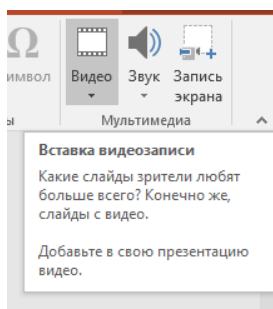 Ω
имвол
Видео
Звук
Запись
экрана
ы
Мультимедиа
Вставка видеозаписи
Какие слайды зрители любят
больше всего? Конечно же,
слайды с видео.
Добавьте в свою презентацию
видео.